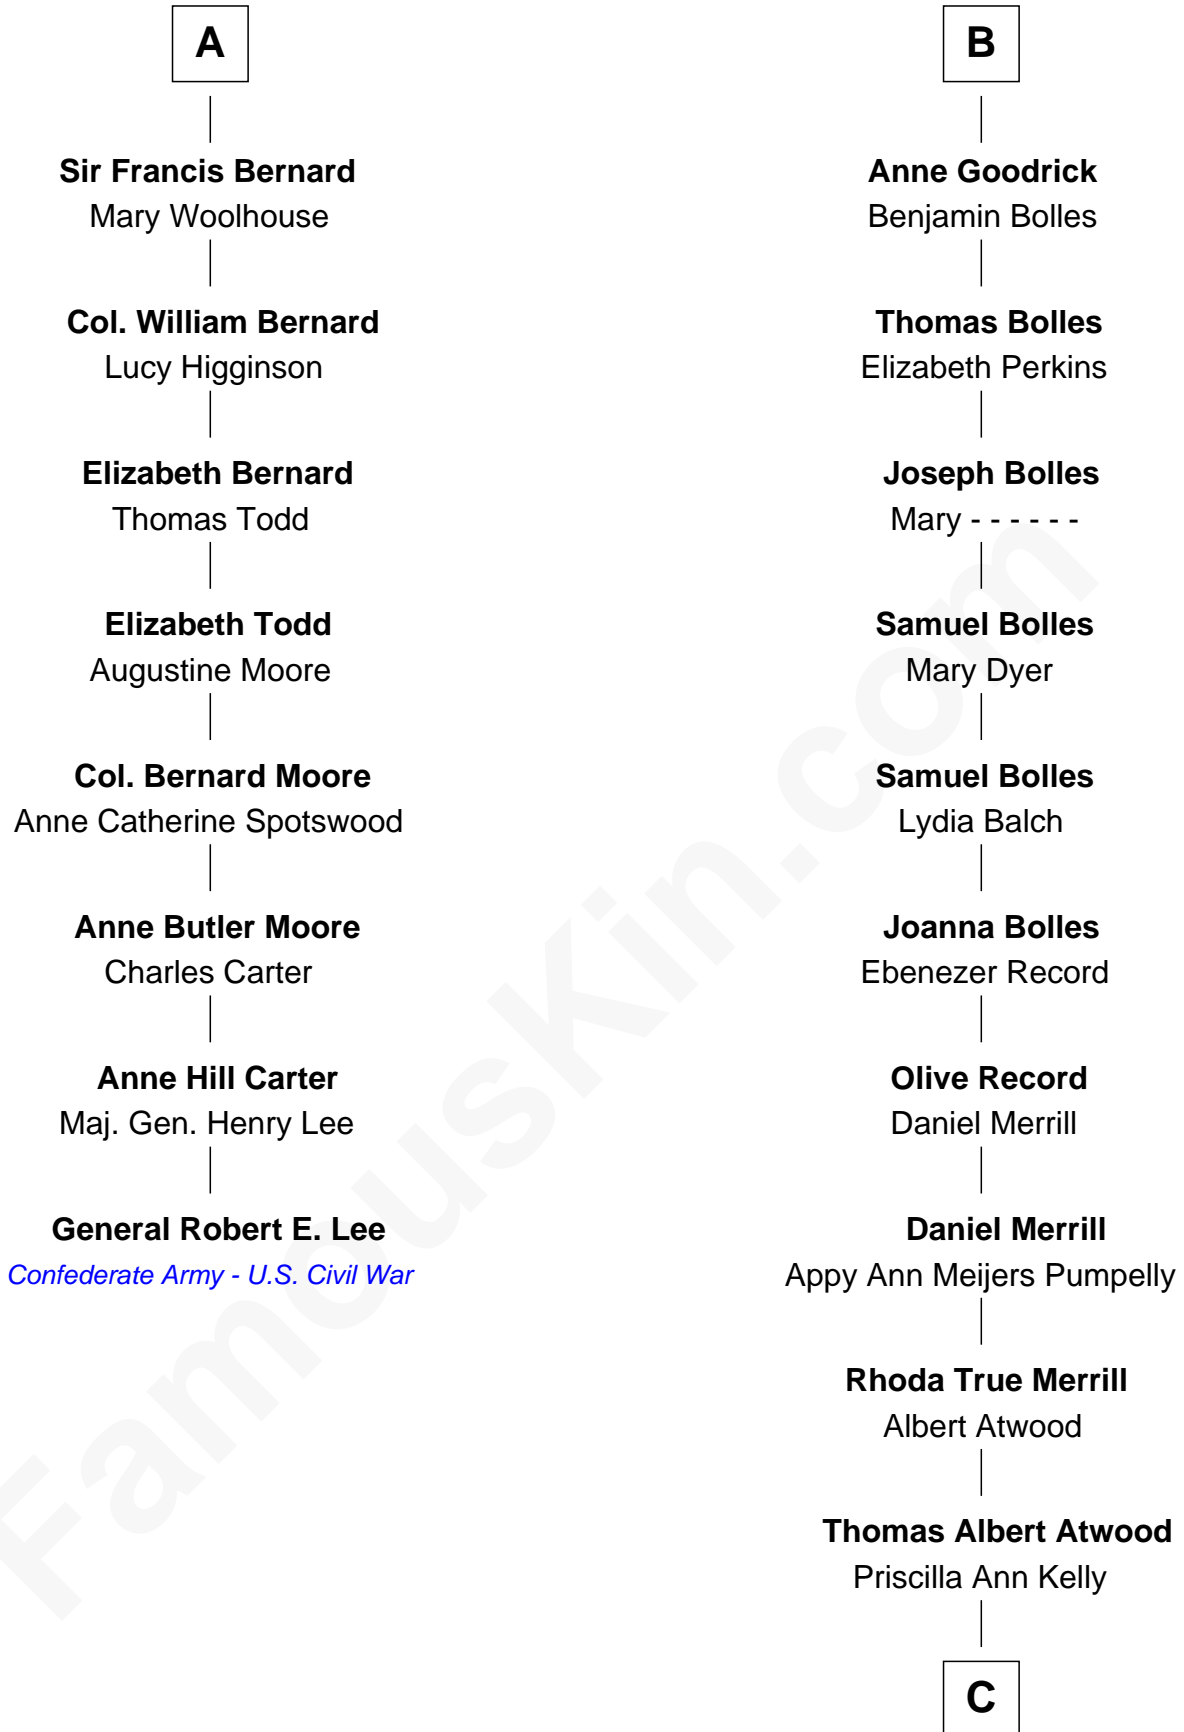 A
Sir Francis Bernard
Mary Woolhouse
Col. William Bernard
Lucy Higginson
Elizabeth Bernard
Thomas Todd
Elizabeth Todd
Augustine Moore
Col. Bernard Moore
Anne Catherine Spotswood
Anne Butler Moore
Charles Carter
Anne Hill Carter
Maj. Gen. Henry Lee
General Robert E. Lee
Confederate Army - U.S. Civil War
B
Anne Goodrick
Benjamin Bolles
Thomas Bolles
Elizabeth Perkins
Joseph Bolles
Mary - - - - - -
Samuel Bolles
Mary Dyer
Samuel Bolles
Lydia Balch
Joanna Bolles
Ebenezer Record
Olive Record
Daniel Merrill
Daniel Merrill
Appy Ann Meijers Pumpelly
Rhoda True Merrill
Albert Atwood
Thomas Albert Atwood
Priscilla Ann Kelly
C
FamousKin.com